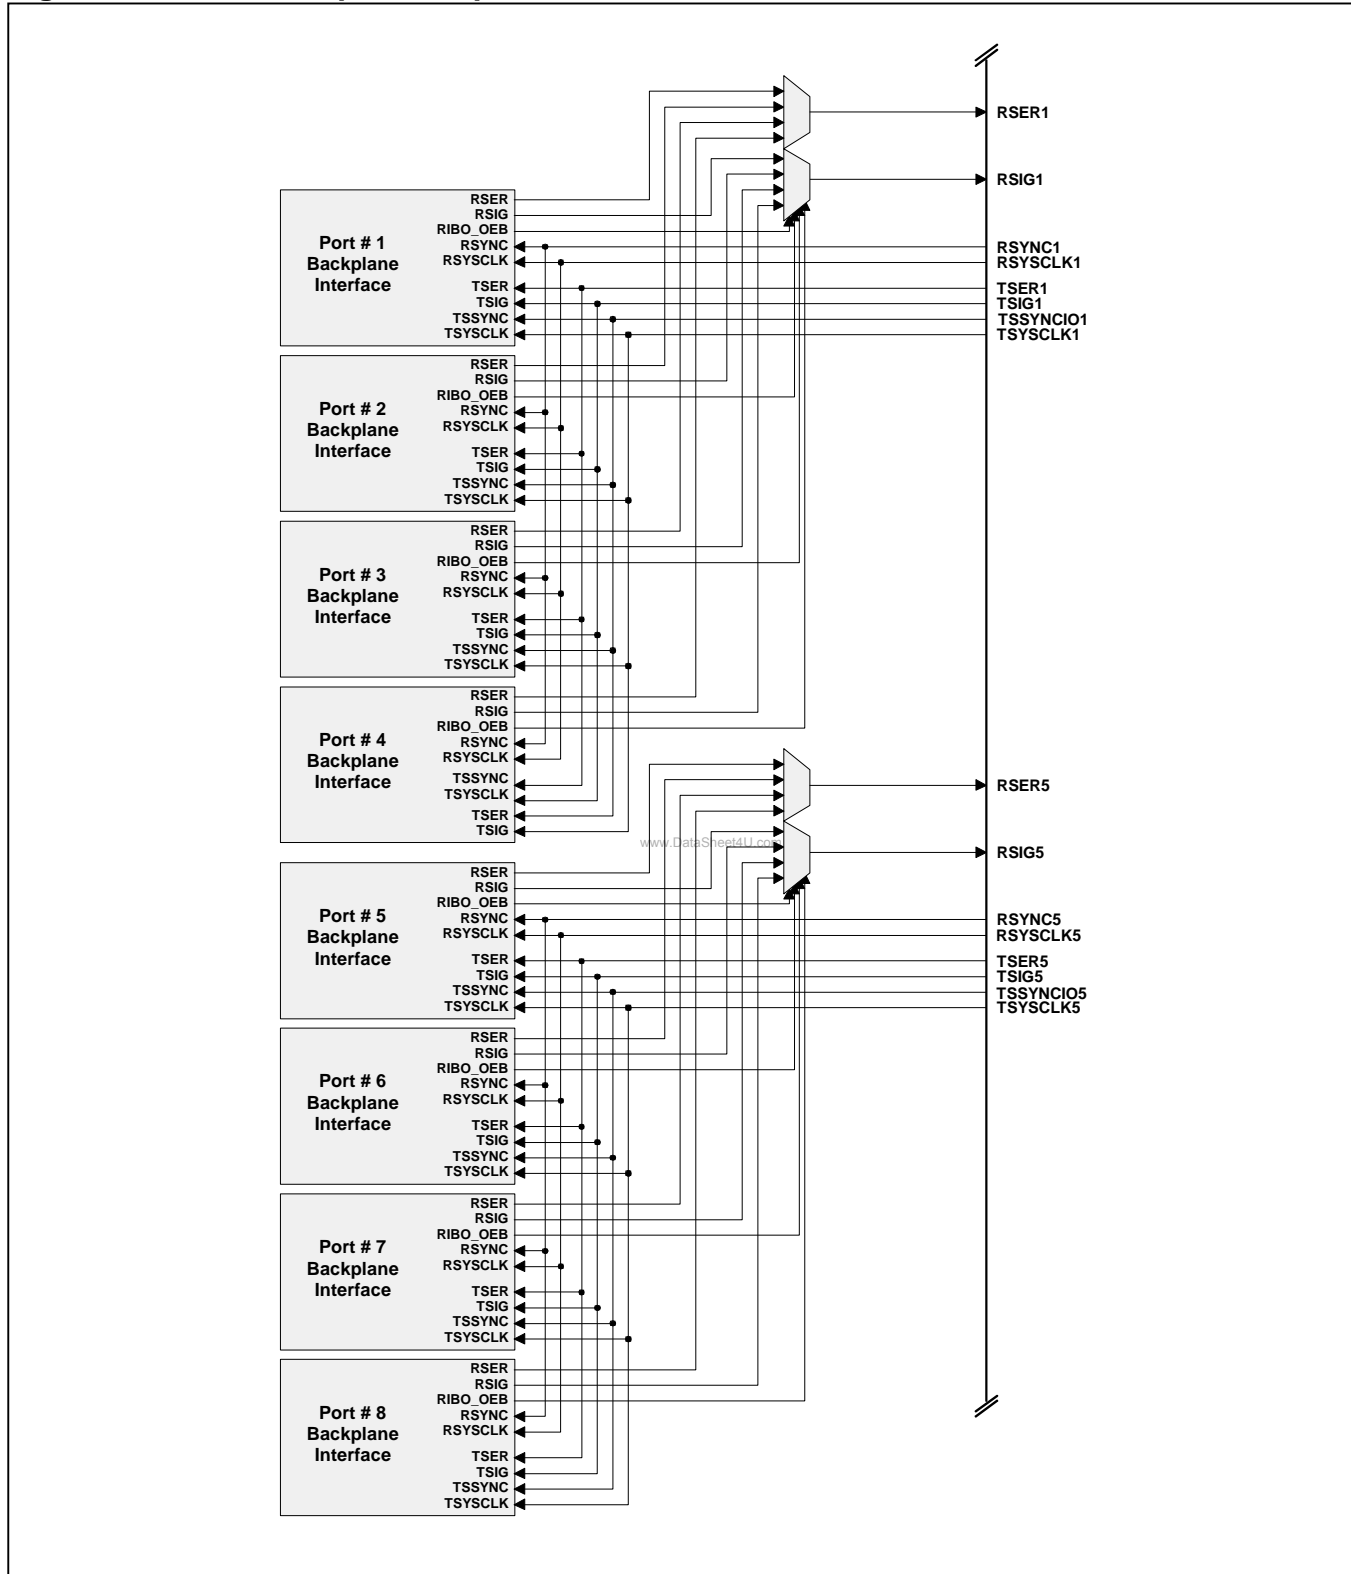 RSER1
RSIG1
RSER
RSIG
RIBO_OEB
RSYNC
RSYSCLK
TSER
TSIG
TSSYNC
TSYSCLK
Port # 1
Backplane
Interface
RSYNC1
RSYSCLK1
TSER1
TSIG1
TSSYNCIO1
TSYSCLK1
RSER
RSIG
RIBO_OEB
RSYNC
RSYSCLK
TSER
TSIG
TSSYNC
TSYSCLK
Port # 2
Backplane
Interface
RSER
RSIG
RIBO_OEB
RSYNC
RSYSCLK
TSER
TSIG
TSSYNC
TSYSCLK
Port # 3
Backplane
Interface
RSER
RSIG
RIBO_OEB
RSYNC
RSYSCLK
TSSYNC
TSYSCLK
TSER
TSIG
Port # 4
Backplane
Interface
RSER5
RSIG5
www.DataSheet4U.com
RSER
RSIG
RIBO_OEB
RSYNC
RSYSCLK
TSER
TSIG
TSSYNC
TSYSCLK
Port # 5
Backplane
Interface
RSYNC5
RSYSCLK5
TSER5
TSIG5
TSSYNCIO5
TSYSCLK5
RSER
RSIG
RIBO_OEB
RSYNC
RSYSCLK
TSER
TSIG
TSSYNC
TSYSCLK
Port # 6
Backplane
Interface
RSER
RSIG
RIBO_OEB
RSYNC
RSYSCLK
TSER
TSIG
TSSYNC
TSYSCLK
Port # 7
Backplane
Interface
RSER
RSIG
RIBO_OEB
RSYNC
RSYSCLK
TSER
TSIG
TSSYNC
TSYSCLK
Port # 8
Backplane
Interface